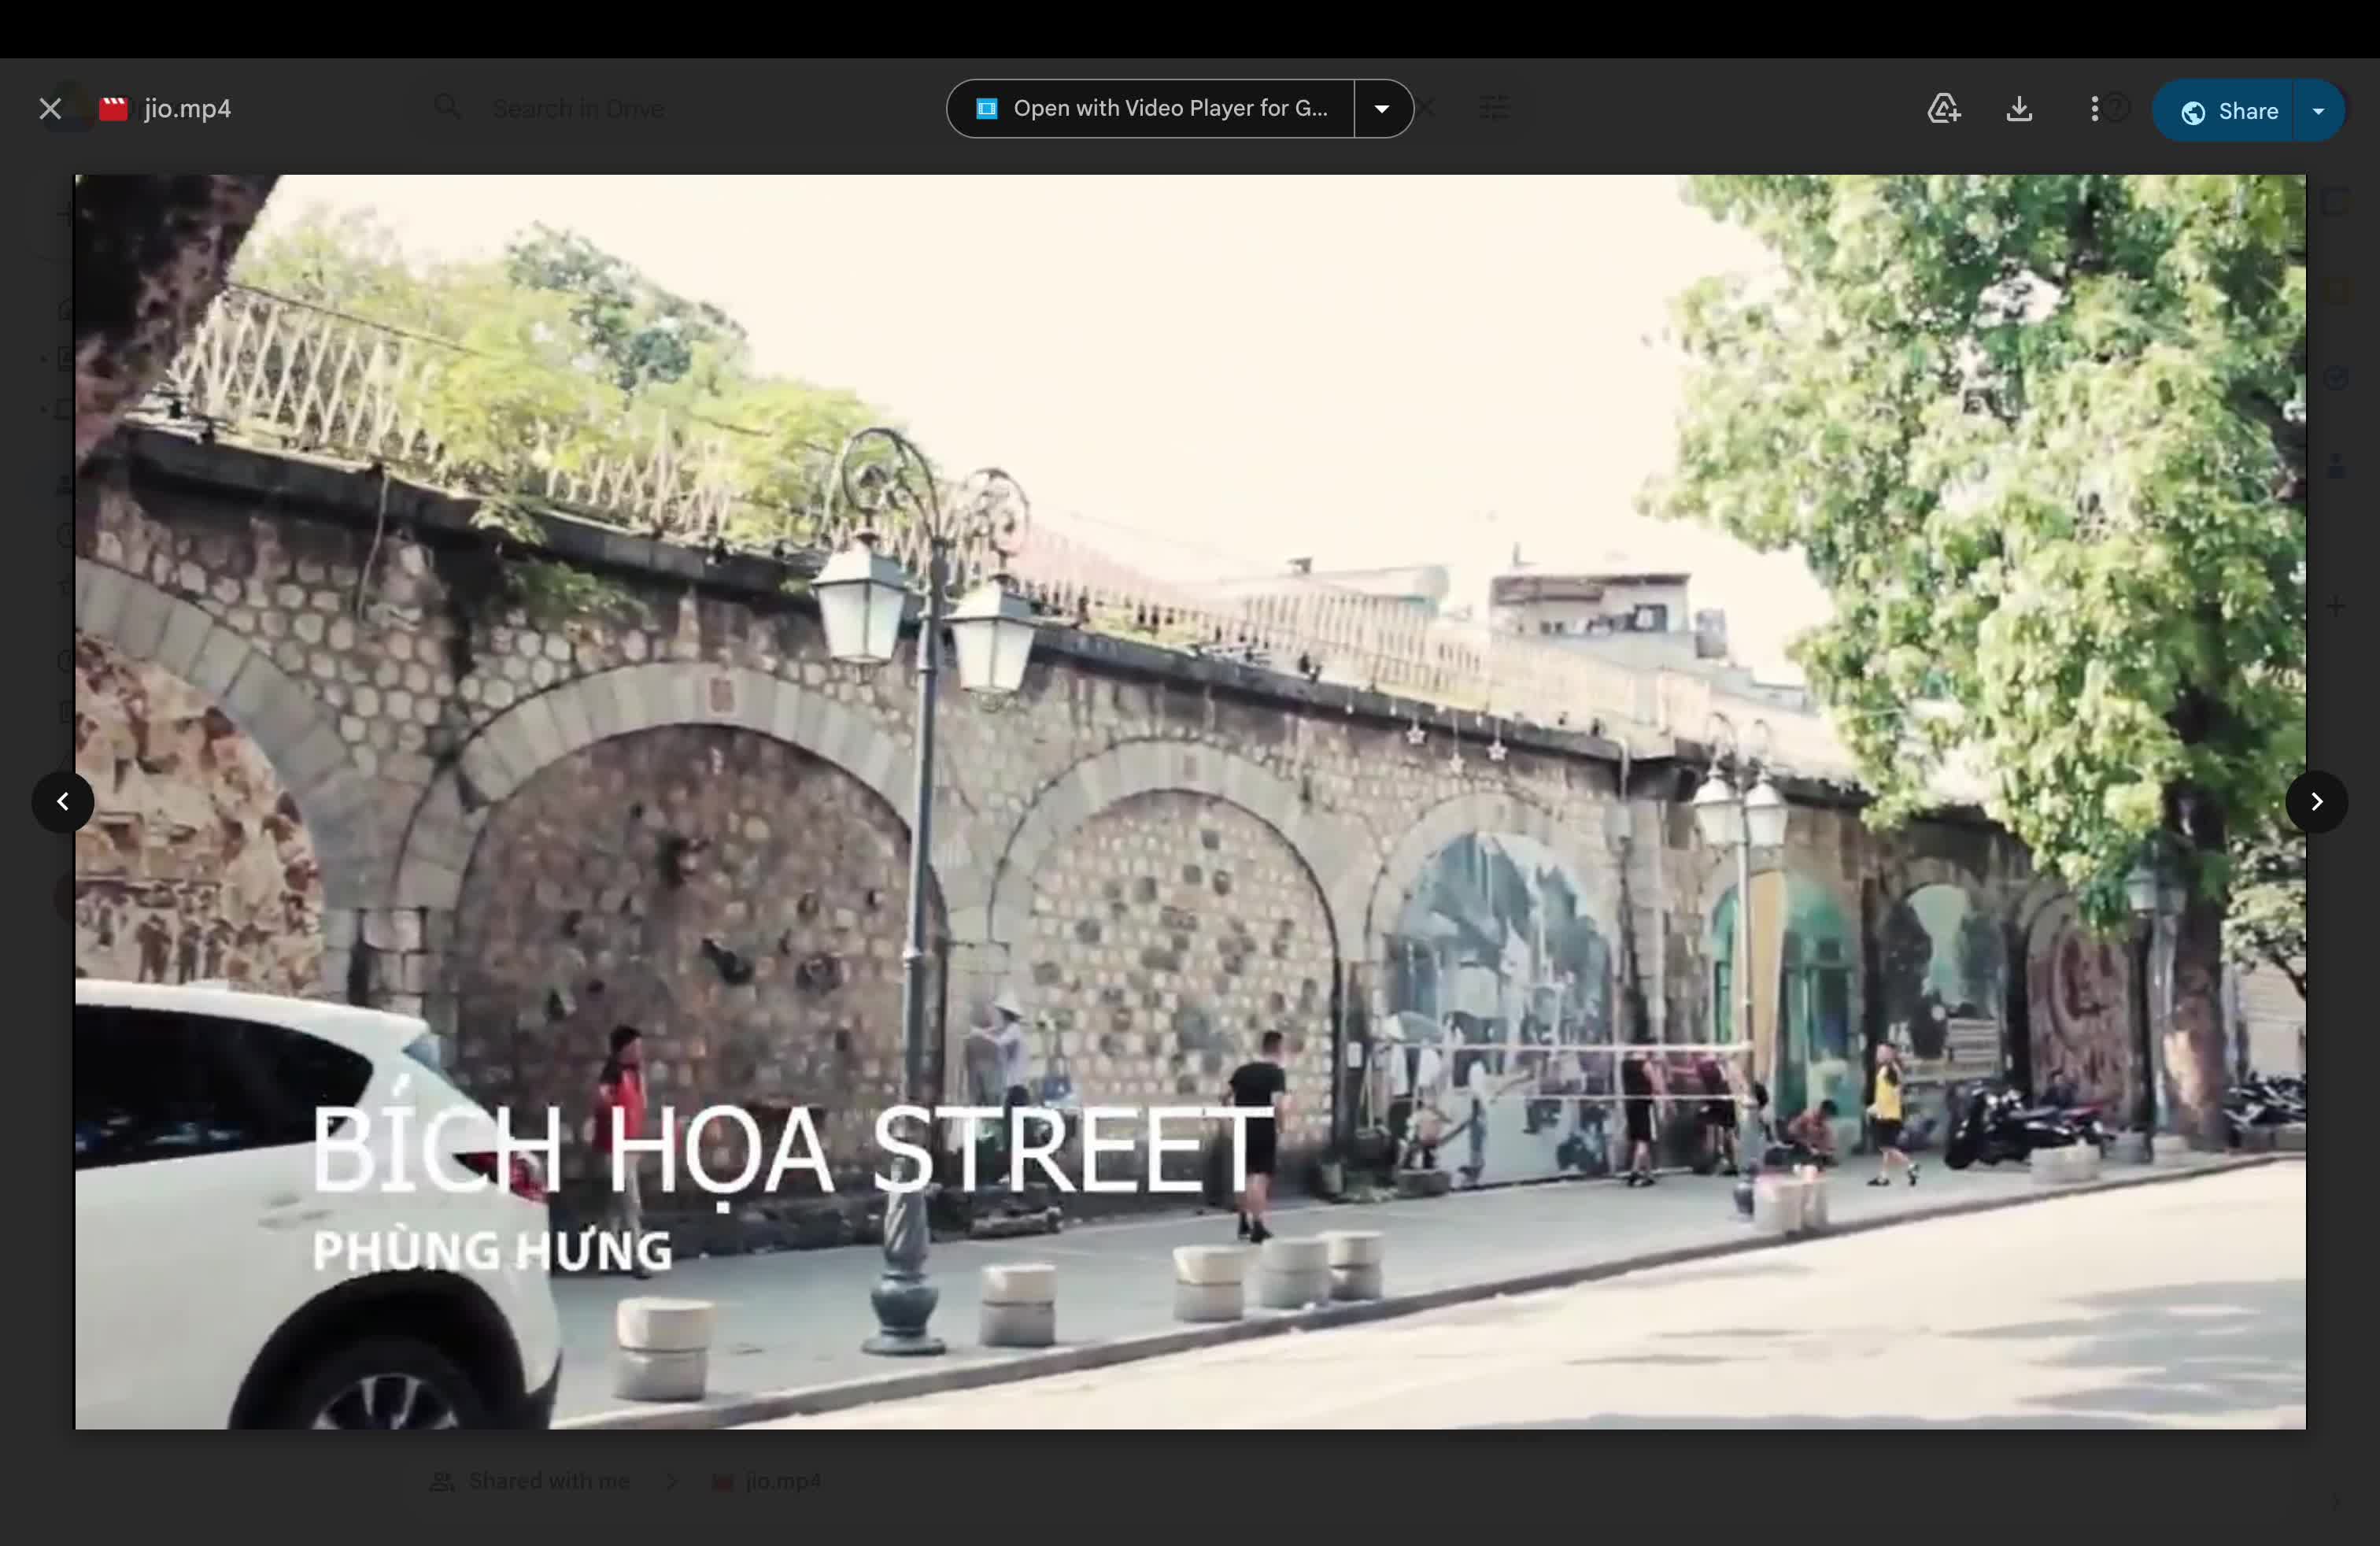 jio.mp4
Search in Drive
Open with Video Player for G...
Share
BÍCH HỌA STREET
PHÙNG HƯNG
Shared with me
jio.mp4